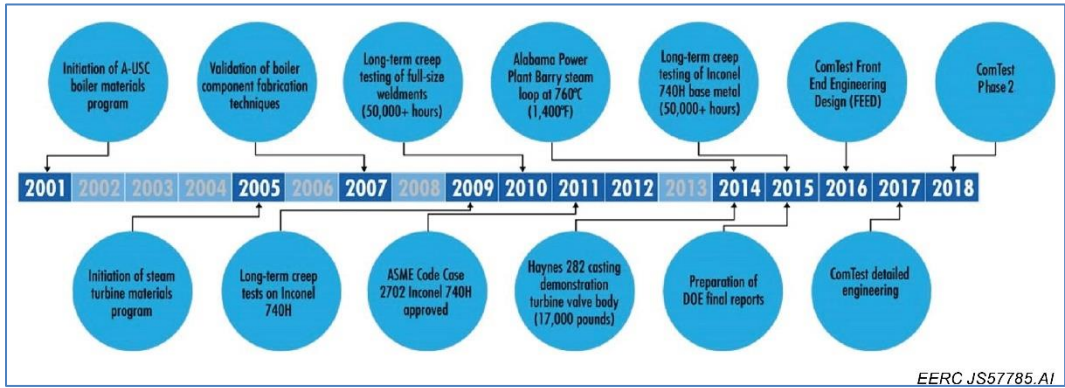 Initiation of A-USC
boiler materials
program
Validation of boiler
component fabrication
techniques
Long-term creep
testing of full-size
weldments
(50,000+ hours)
Alabama Power
Plant Barry steam
loop at 760ºC
(1,400ºF)
Long-term creep
testing of Inconel
740H base metal
(50,000+ hours)
ComTest Front
End Engineering
Design (FEED)
ComTest
Phase 2
2001 2002 2003 2004 2005 2006 2007 2008 2009 2010 2011 2012 2013 2014 2015 2016 2017 2018
Initiation of steam
turbine materials
program
Long-term creep
tests on Inconel
740H
ASME Code Case
2702 Inconel 740H
approved
Haynes 282 casting
demonstration
turbine valve body
(17,000 pounds)
Preparation of
DOE final reports
ComTest detailed
engineering
EERC JS57785.AI